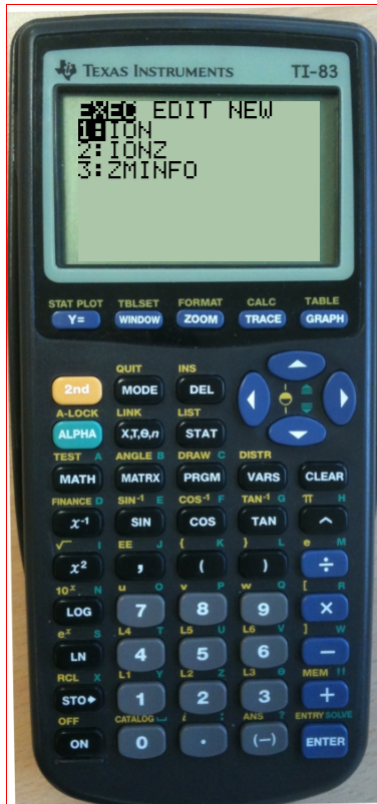 TEXAS INSTRUMENTS TI-83
EXEC EDIT NEW
1:ION
2:IONZ
3:ZMINFO
STAT PLOT TBLSET FORMAT CALC TABLE
Y= WINDOW ZOOM TRACE GRAPH
QUIT INS
2nd MODE DEL
A-LOCK LINK LIST
ALPHA X,T,θ,n STAT
TEST A ANGLE B DRAW C DISTR
MATH MATRX PRGM VARS CLEAR
FINANCE D SIN⁻¹ E COS⁻¹ F TAN⁻¹ G π H
x⁻¹ SIN COS TAN ^
√ I EE J { K } L e M
x² , ( ) ÷
10ˣ N u O v P w Q [ R
LOG 7 8 9 ×
eˣ S L4 T L5 U L6 V ] W
LN 4 5 6 −
RCL X L1 Y L2 Z L3 θ MEM "
STO▸ 1 2 3 +
OFF CATALOG ⎵ i : ANS ? ENTRY SOLVE
ON 0 . (−) ENTER